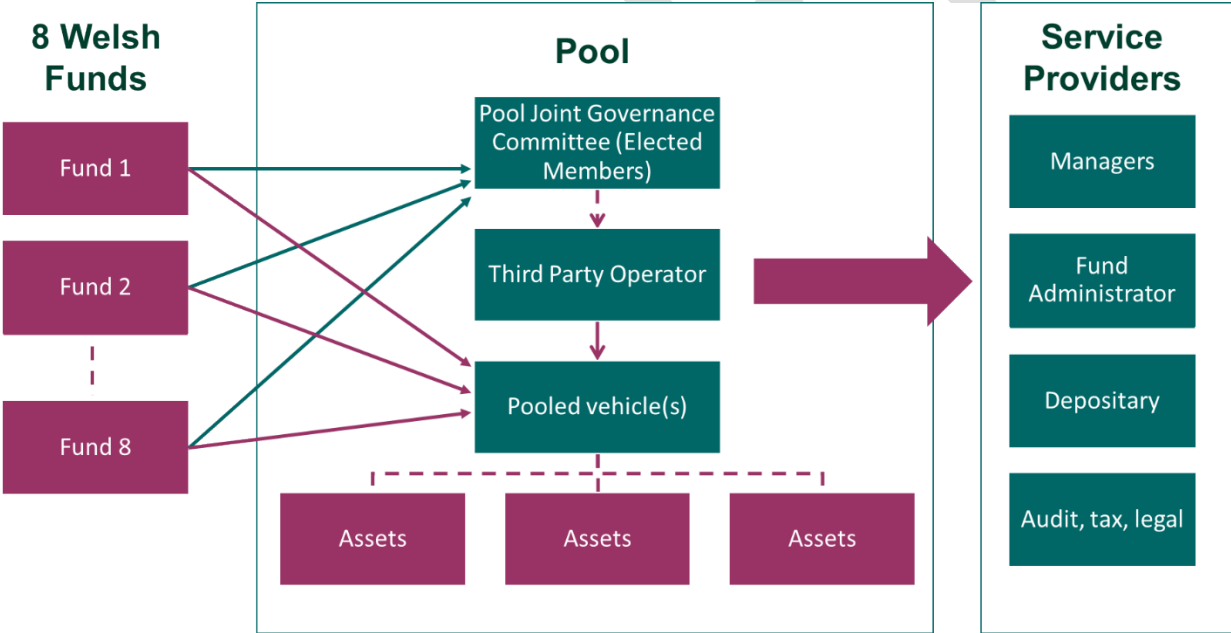 8 Welsh
Funds
Fund 1
Fund 2
Fund 8
Pool
Pool Joint Governance
Committee (Elected
Members)
Third Party Operator
Pooled vehicle(s)
Assets
Assets
Assets
Service
Providers
Managers
Fund
Administrator
Depositary
Audit, tax, legal